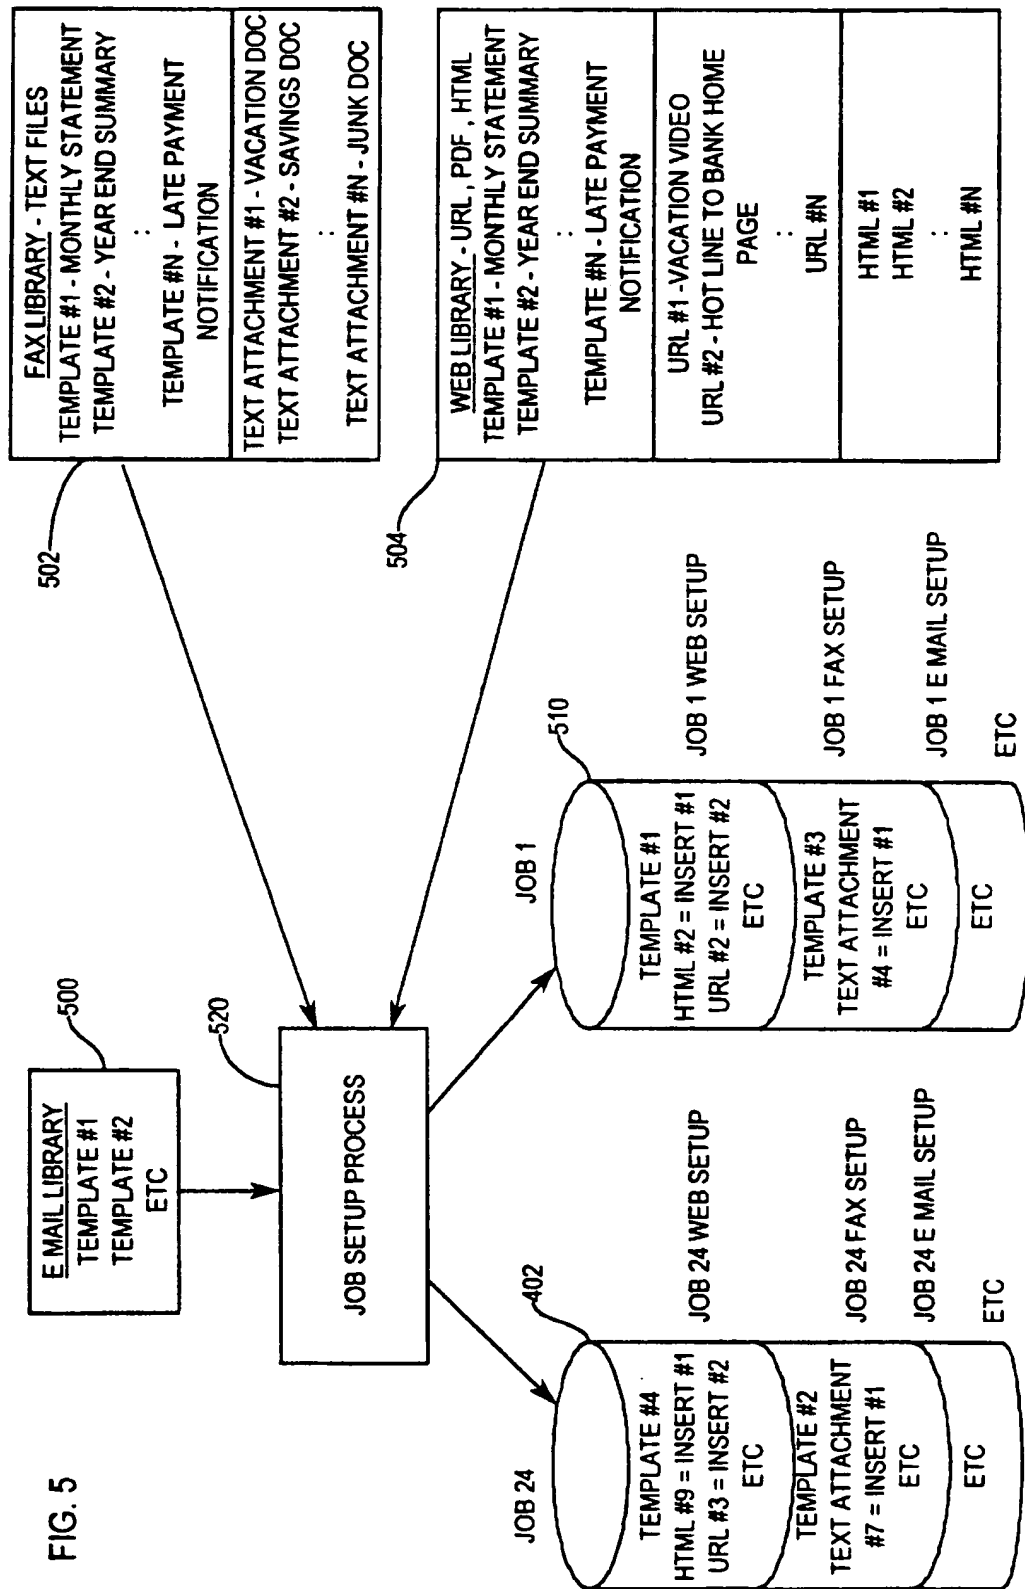 FIG. 5
E MAIL LIBRARY
TEMPLATE #1
TEMPLATE #2
ETC
500
520
JOB SETUP PROCESS
FAX LIBRARY - TEXT FILES
TEMPLATE #1 - MONTHLY STATEMENT
TEMPLATE #2 - YEAR END SUMMARY
:
TEMPLATE #N - LATE PAYMENT
NOTIFICATION
TEXT ATTACHMENT #1 - VACATION DOC
TEXT ATTACHMENT #2 - SAVINGS DOC
:
TEXT ATTACHMENT #N - JUNK DOC
502
WEB LIBRARY - URL, PDF , HTML
TEMPLATE #1 - MONTHLY STATEMENT
TEMPLATE #2 - YEAR END SUMMARY
:
TEMPLATE #N - LATE PAYMENT
NOTIFICATION
URL #1 -VACATION VIDEO
URL #2 - HOT LINE TO BANK HOME
PAGE
:
URL #N
HTML #1
HTML #2
:
HTML #N
504
JOB 24
402
TEMPLATE #4
HTML #9 = INSERT #1
URL #3 = INSERT #2
ETC
JOB 24 WEB SETUP
TEMPLATE #2
TEXT ATTACHMENT
#7 = INSERT #1
ETC
JOB 24 FAX SETUP
ETC
JOB 24 E MAIL SETUP
ETC
JOB 1
510
TEMPLATE #1
HTML #2 = INSERT #1
URL #2 = INSERT #2
ETC
JOB 1 WEB SETUP
TEMPLATE #3
TEXT ATTACHMENT
#4 = INSERT #1
ETC
JOB 1 FAX SETUP
ETC
JOB 1 E MAIL SETUP
ETC